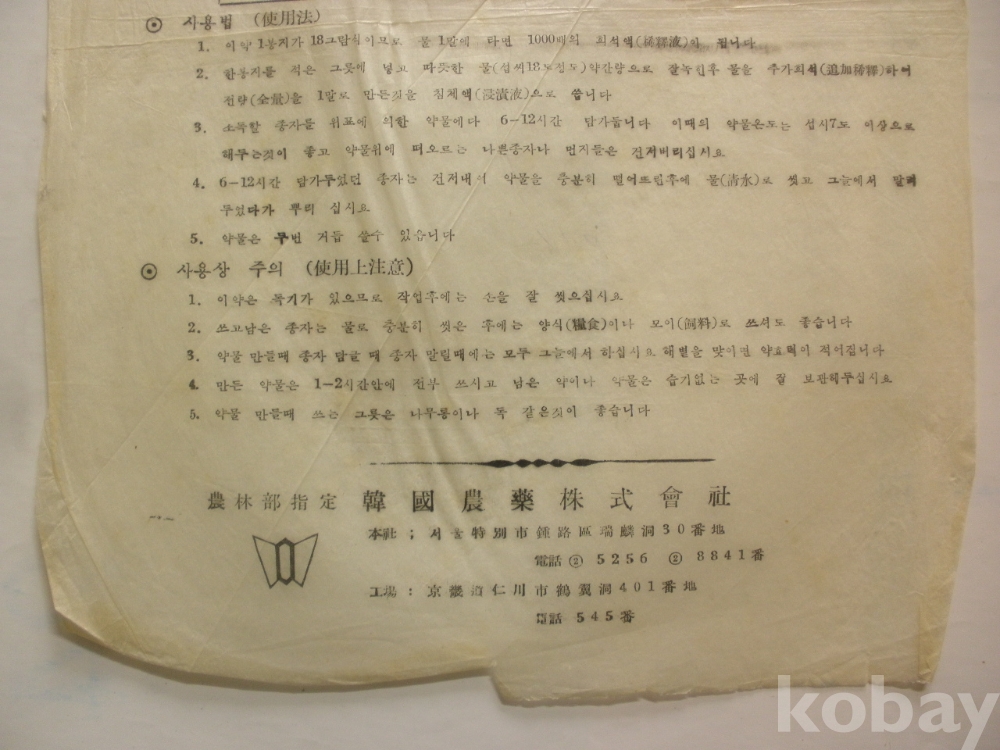 ⊙ 사용법 (使用法)
1. 이약 1봉지가 18그람식이므로 물 1말에 타면 1000배의 희석액(稀釋液)이 됩니다
2. 한봉지를 적은 그릇에 넣고 따뜻한 물(섭씨18도정도)약간량으로 잘녹힌후 물을 추가희석(追加稀釋)하여
전량(全量)을 1말로 만든것을 침체액(浸漬液)으로 씁니다
3. 소독할 종자를 위포에 의한 약물에다 6-12시간 담가둡니다 이때의 약물온도는 섭시7도 이상으로
해두는것이 좋고 약물위에 떠오르는 나쁜종자나 먼지들은 건저버리십시요
4. 6-12시간 담가두었던 종자는 건저내여 약물을 충분히 떨어뜨린후에 물(淸水)로 씻고 그늘에서 말려
두었다가 뿌리 십시요
5. 약물은 두번 거듭 쓸수 있습니다
⊙ 사용상 주의 (使用上注意)
1. 이약은 독기가 있으므로 작업후에는 손을 잘 씻으십시요
2. 쓰고남은 종자는 물로 충분히 씻은 후에는 양식(糧食)이나 모이(飼料)로 쓰셔도 좋습니다
3. 약물 만들때 종자 담글 때 종자 말릴때에는 모두 그늘에서 하십시요 해볕을 맞이면 약효력이 적어집니다
4. 만든 약물은 1-2시간안에 전부 쓰시고 남은 약이나 약물은 습기없는 곳에 잘 보관해두십시요
5. 약물 만들때 쓰는 그릇은 나무통이나 독 같은것이 좋습니다
農林部指定 韓國農藥株式會社
本社 ; 서울特別市鍾路區瑞麟洞30番地
電話 ② 5256 ② 8841番
工場 : 京畿道仁川市鶴翼洞401番地
電話 545番
kobay